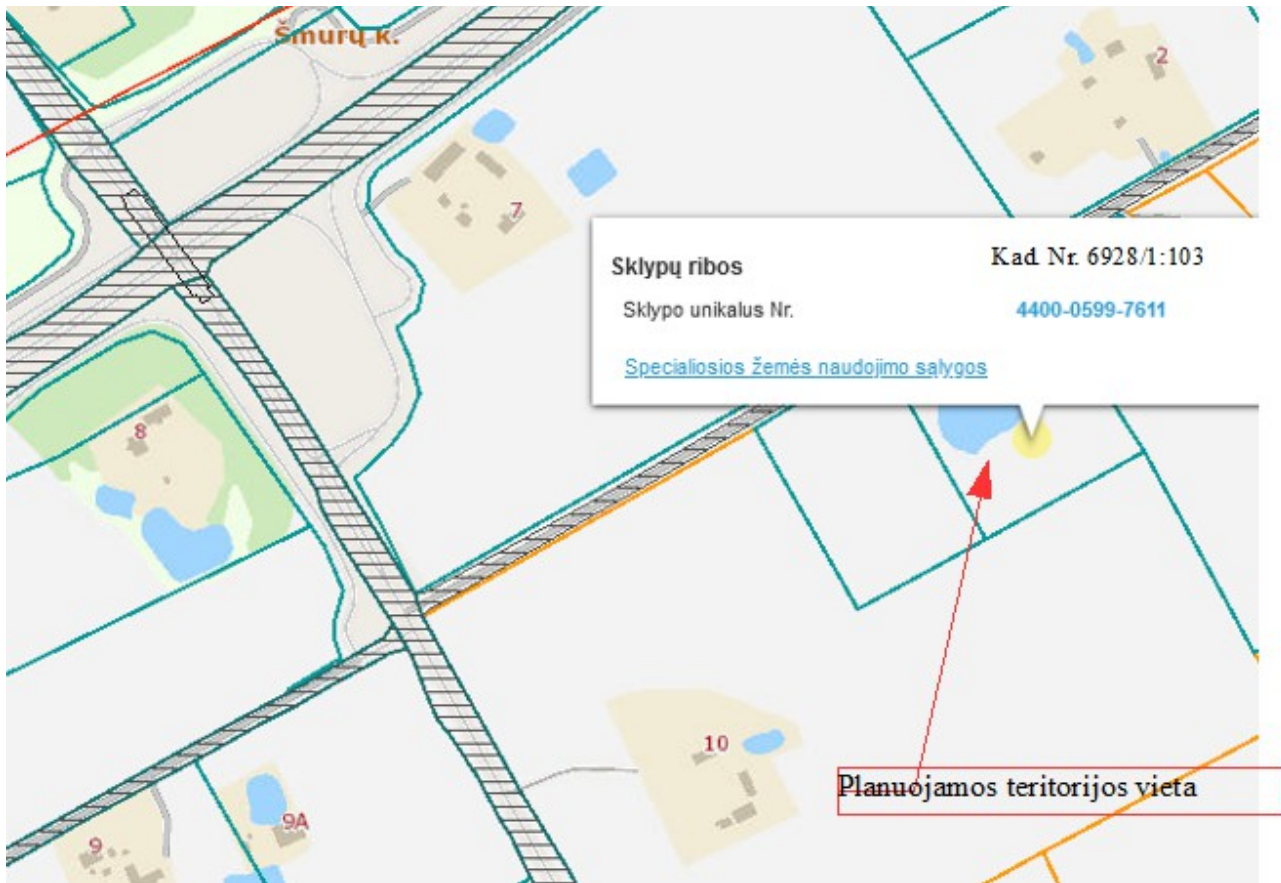 Šmurų k.
2
7
Sklypų ribos
Kad. Nr. 6928/1:103
Sklypo unikalus Nr.
4400-0599-7611
Specialiosios žemės naudojimo sąlygos
8
10
Planuojamos teritorijos vieta
9A
9